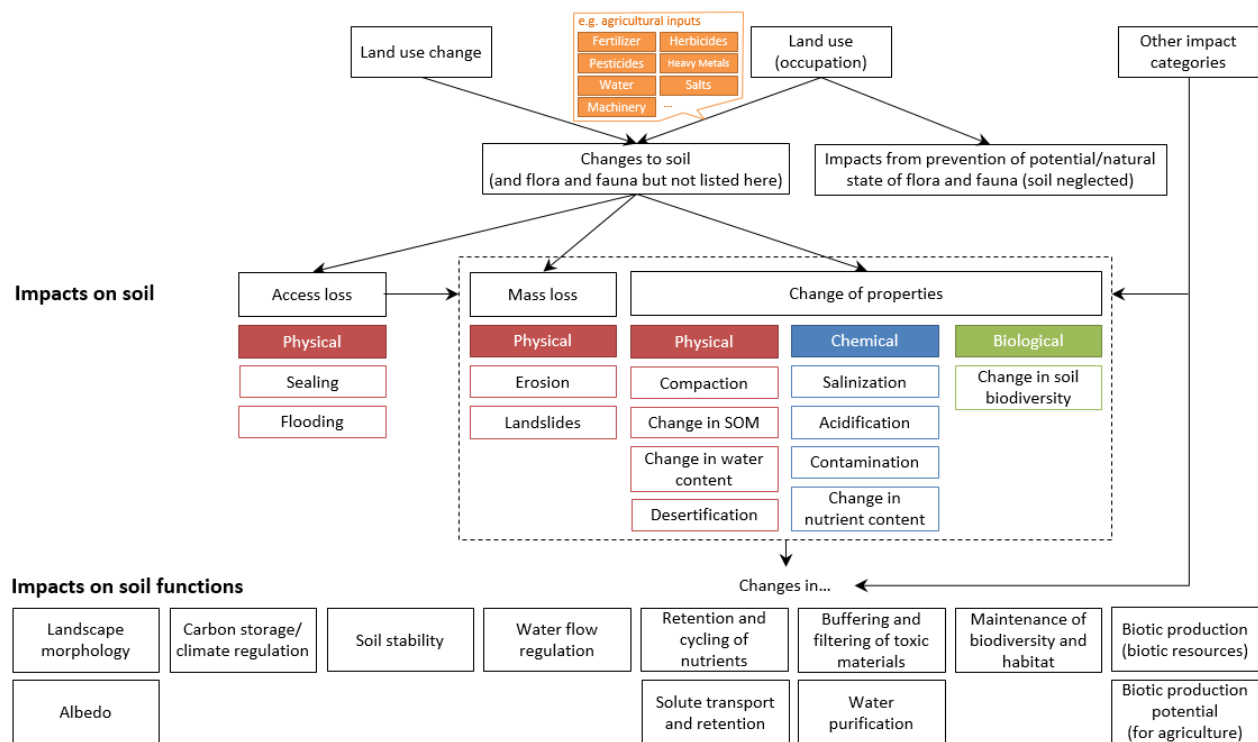 e.g. agricultural inputs
Fertilizer
Herbicides
Pesticides
Heavy Metals
Water
Salts
Machinery
...
Land use change
Land use
(occupation)
Other impact
categories
Changes to soil
(and flora and fauna but not listed here)
Impacts from prevention of potential/natural
state of flora and fauna (soil neglected)
Impacts on soil
Access loss
Mass loss
Change of properties
Physical
Physical
Physical
Chemical
Biological
Sealing
Erosion
Compaction
Salinization
Change in soil
biodiversity
Flooding
Landslides
Change in SOM
Acidification
Change in water
content
Contamination
Desertification
Change in
nutrient content
Impacts on soil functions
Changes in...
Landscape
morphology
Carbon storage/
climate regulation
Soil stability
Water flow
regulation
Retention and
cycling of
nutrients
Buffering and
filtering of toxic
materials
Maintenance of
biodiversity and
habitat
Biotic production
(biotic resources)
Albedo
Solute transport
and retention
Water
purification
Biotic production
potential
(for agriculture)